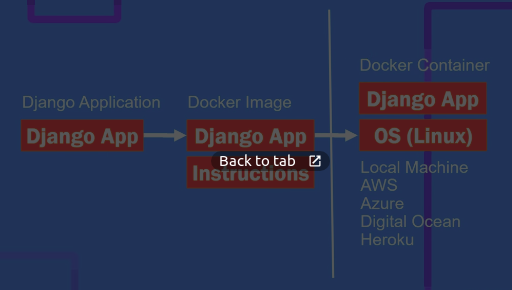 Docker Container
Django Application
Docker Image
Django App
Django App
Django App
OS (Linux)
Back to tab
Instructions
Local Machine
AWS
Azure
Digital Ocean
Heroku